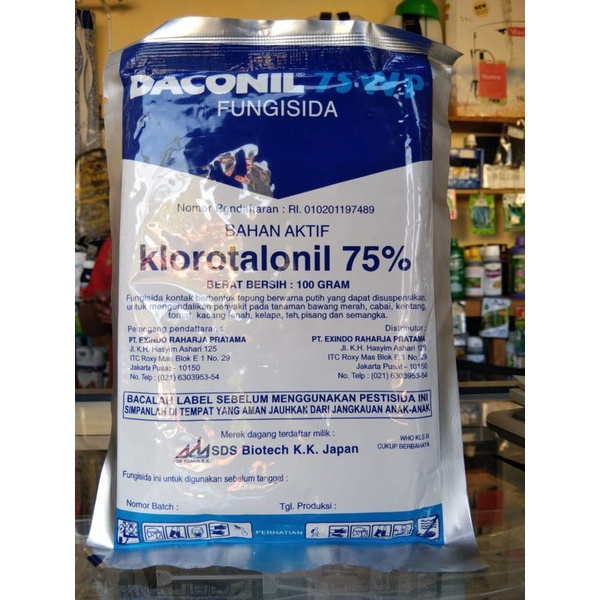 DACONIL® 75 WP
FUNGISIDA
Nomor Pendaftaran : RI. 010201197489
BAHAN AKTIF
klorotalonil 75%
BERAT BERSIH : 100 GRAM
Fungisida kontak berbentuk tepung berwarna putih yang dapat disuspensikan,
untuk mengendalikan penyakit pada tanaman bawang merah, cabai, kentang,
tomat, kacang tanah, kelapa, teh, pisang dan semangka.
Pemegang pendaftaran :
PT. EXINDO RAHARJA PRATAMA
Jl. K.H. Hasyim Ashari 125
ITC Roxy Mas Blok E 1 No. 29
Jakarta Pusat - 10150
No. Telp : (021) 6303953-54
Distributor :
PT. EXINDO RAHARJA PRATAMA
Jl. K.H. Hasyim Ashari 125
ITC Roxy Mas Blok E 1 No. 29
Jakarta Pusat - 10150
No. Telp : (021) 6303953-54
BACALAH LABEL SEBELUM MENGGUNAKAN PESTISIDA INI
SIMPANLAH DI TEMPAT YANG AMAN JAUHKAN DARI JANGKAUAN ANAK-ANAK
Merek dagang terdaftar milik :
SDS Biotech K.K. Japan
WHO KLS III
CUKUP BERBAHAYA
Fungisida ini untuk digunakan sebelum tanggal :
Nomor Batch :
Tgl. Produksi :
PERHATIAN